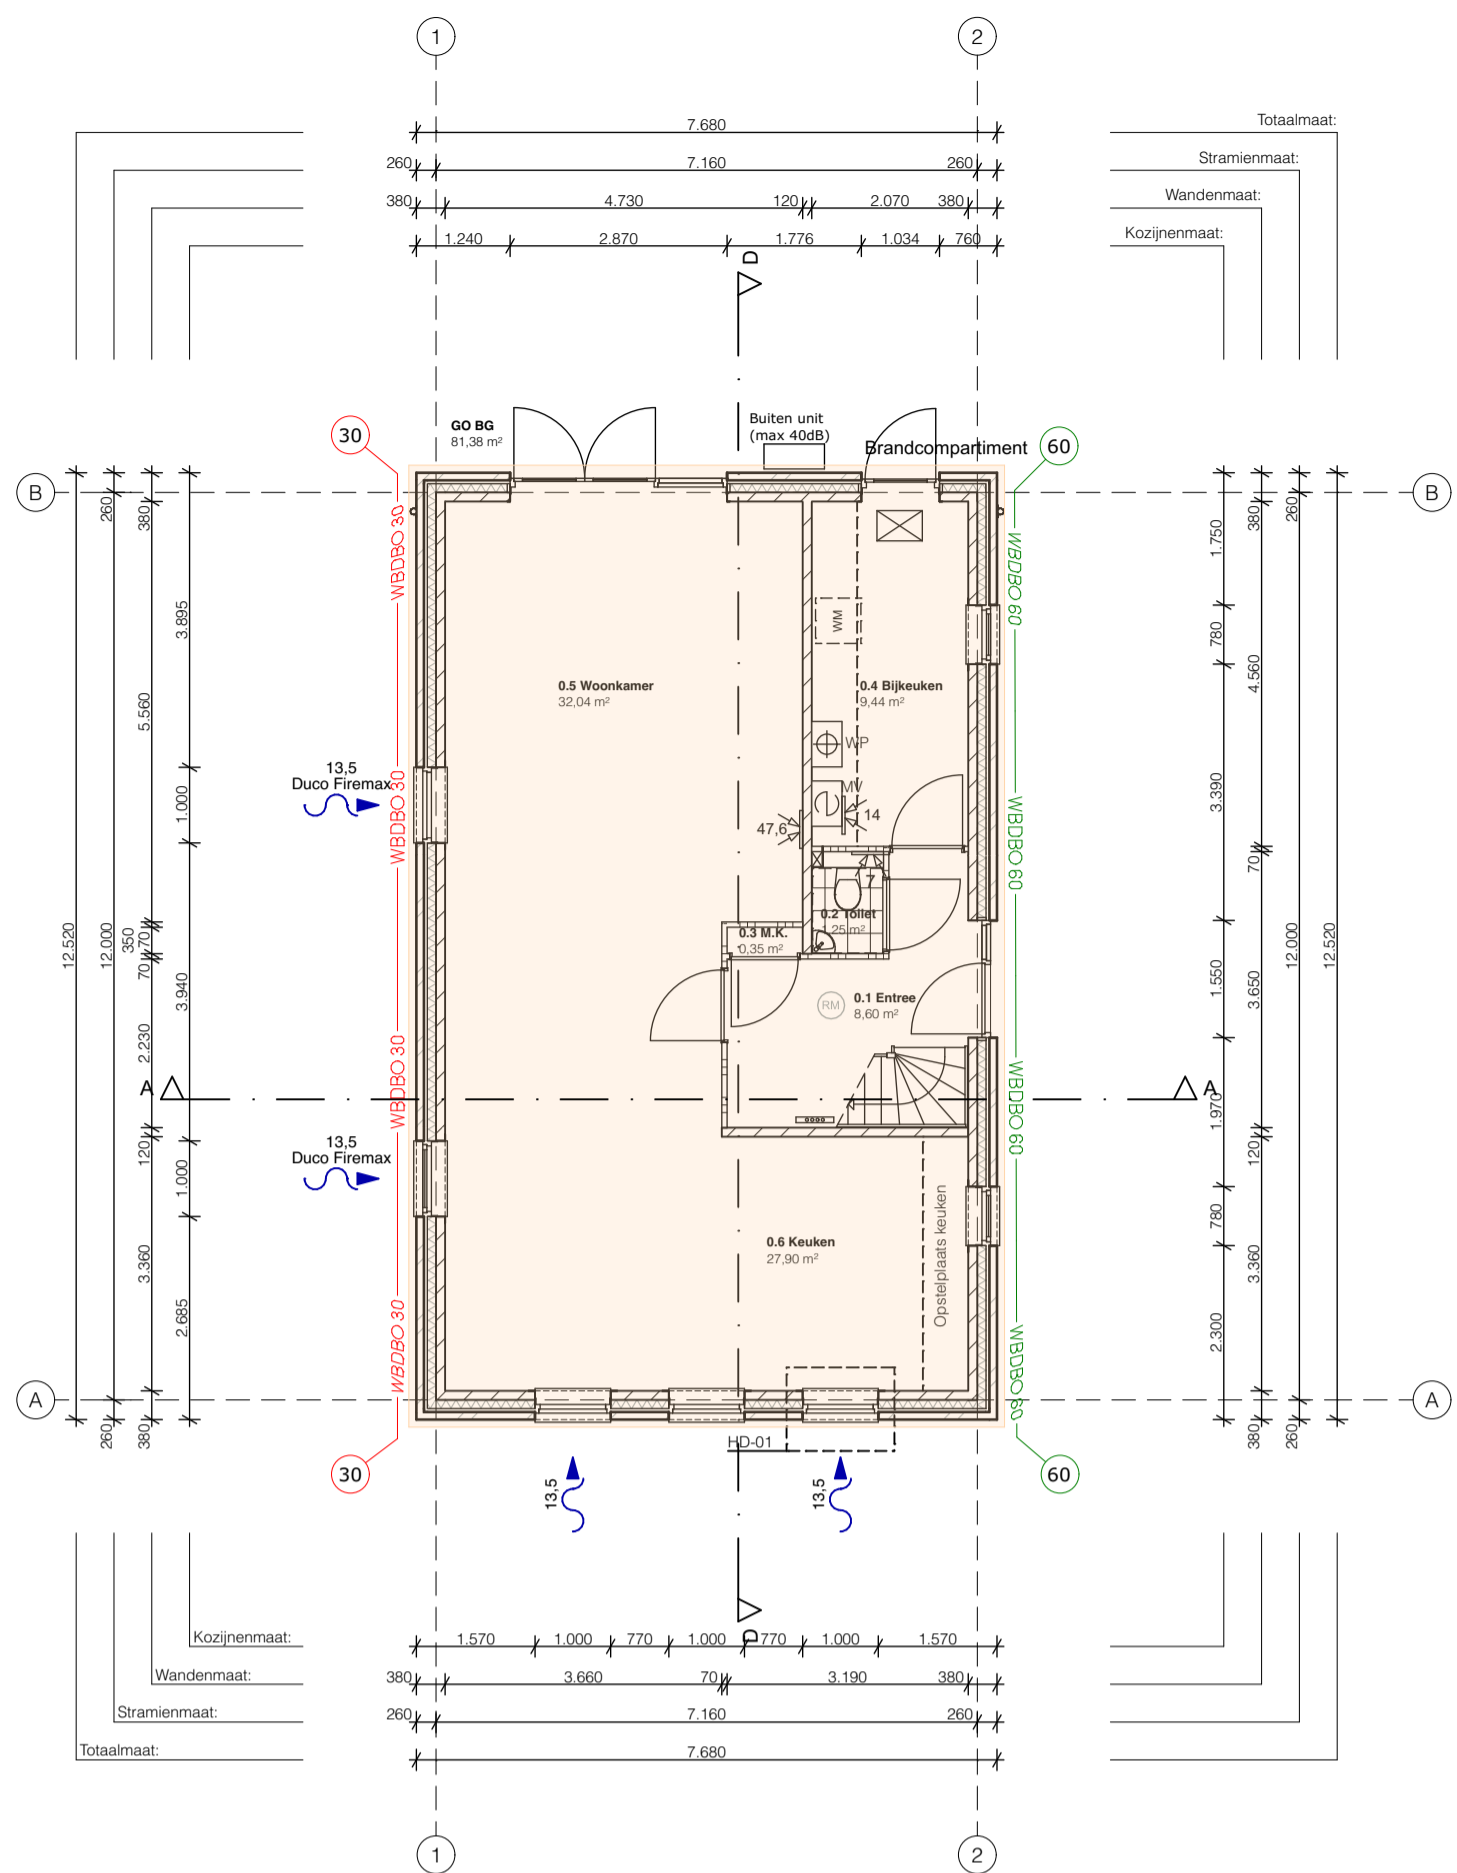 1
2
7.680
Totaalmaat:
260
7.160
260
Stramienmaat:
380
4.730
120
2.070
380
Wandenmaat:
1.240
2.870
1.776
1.034
760
Kozijnenmaat:
D
GO BG
81,38 m²
Buiten unit
(max 40dB)
Brandcompartiment
30
60
B
B
260
380
380
260
WBDBO 30
WBDBO 60
1.750
3.895
780
WM
4.560
0.5 Woonkamer
32,04 m²
0.4 Bijkeuken
9,44 m²
5.560
WP
13,5
Duco Firemax
WBDBO 30
1.000
MV
47,6
14
3.390
WBDBO 60
70
7
0.2 Toilet
1,25 m²
0.3 M.K.
0,35 m²
12.520
12.000
350
70
70
3.940
1.550
3.650
12.000
12.520
RM
0.1 Entree
8,60 m²
2.230
WBDBO 30
WBDBO 60
A
A
1.970
120
120
13,5
Duco Firemax
1.000
780
0.6 Keuken
27,90 m²
Opstelplaats keuken
3.360
3.360
2.685
2.300
WBDBO 30
WBDBO 60
A
A
260
380
380
260
HD-01
30
60
13,5
13,5
D
Kozijnenmaat:
1.570
1.000
770
1.000
770
1.000
1.570
Wandenmaat:
380
3.660
70
3.190
380
Stramienmaat:
260
7.160
260
Totaalmaat:
7.680
1
2